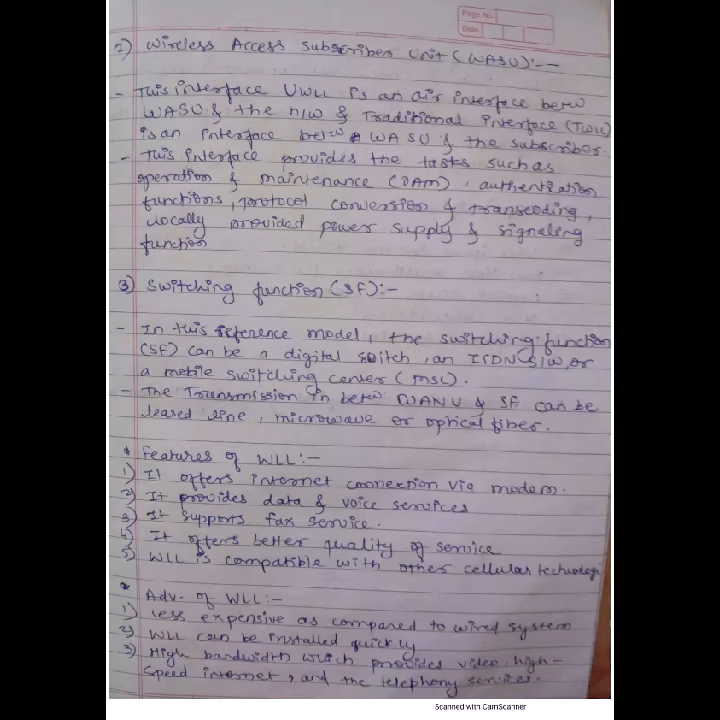 Page No.
Date
2) Wireless Access Subscriber Unit (WASU):--
- This interface UWLL is an air interface betw
WASU & the n/w & Traditional interface (TWLL)
is an interface betw WASU & the subscriber.
- This interface provides the tasks such as
operation & maintenance (OAM), authentication
functions, protocol conversion & transcoding,
locally provided power supply & signaling
function
3) Switching function (SF):-
- In this reference model, the switching function
(SF) can be a digital switch, an ISDN S/W, or
a mobile switching center (MSC).
- The Transmission in betw WANU & SF can be
leased line, microwave or optical fiber.
* Features of WLL:-
1) It offers internet connection via modem.
2) It provides data & voice services
3) It supports fax service.
4) It offers better quality of service
5) WLL is compatible with other cellular technologi
* Adv. of WLL:-
1) less expensive as compared to wired system
2) WLL can be installed quickly
3) High bandwidth which provides video, high-
speed internet, and the telephony services.
Scanned with CamScanner